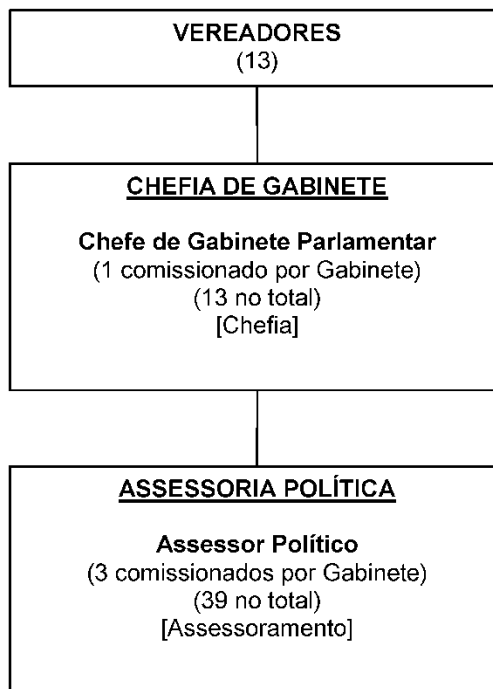 VEREADORES
(13)
CHEFIA DE GABINETE
Chefe de Gabinete Parlamentar
(1 comissionado por Gabinete)
(13 no total)
[Chefia]
ASSESSORIA POLÍTICA
Assessor Político
(3 comissionados por Gabinete)
(39 no total)
[Assessoramento]